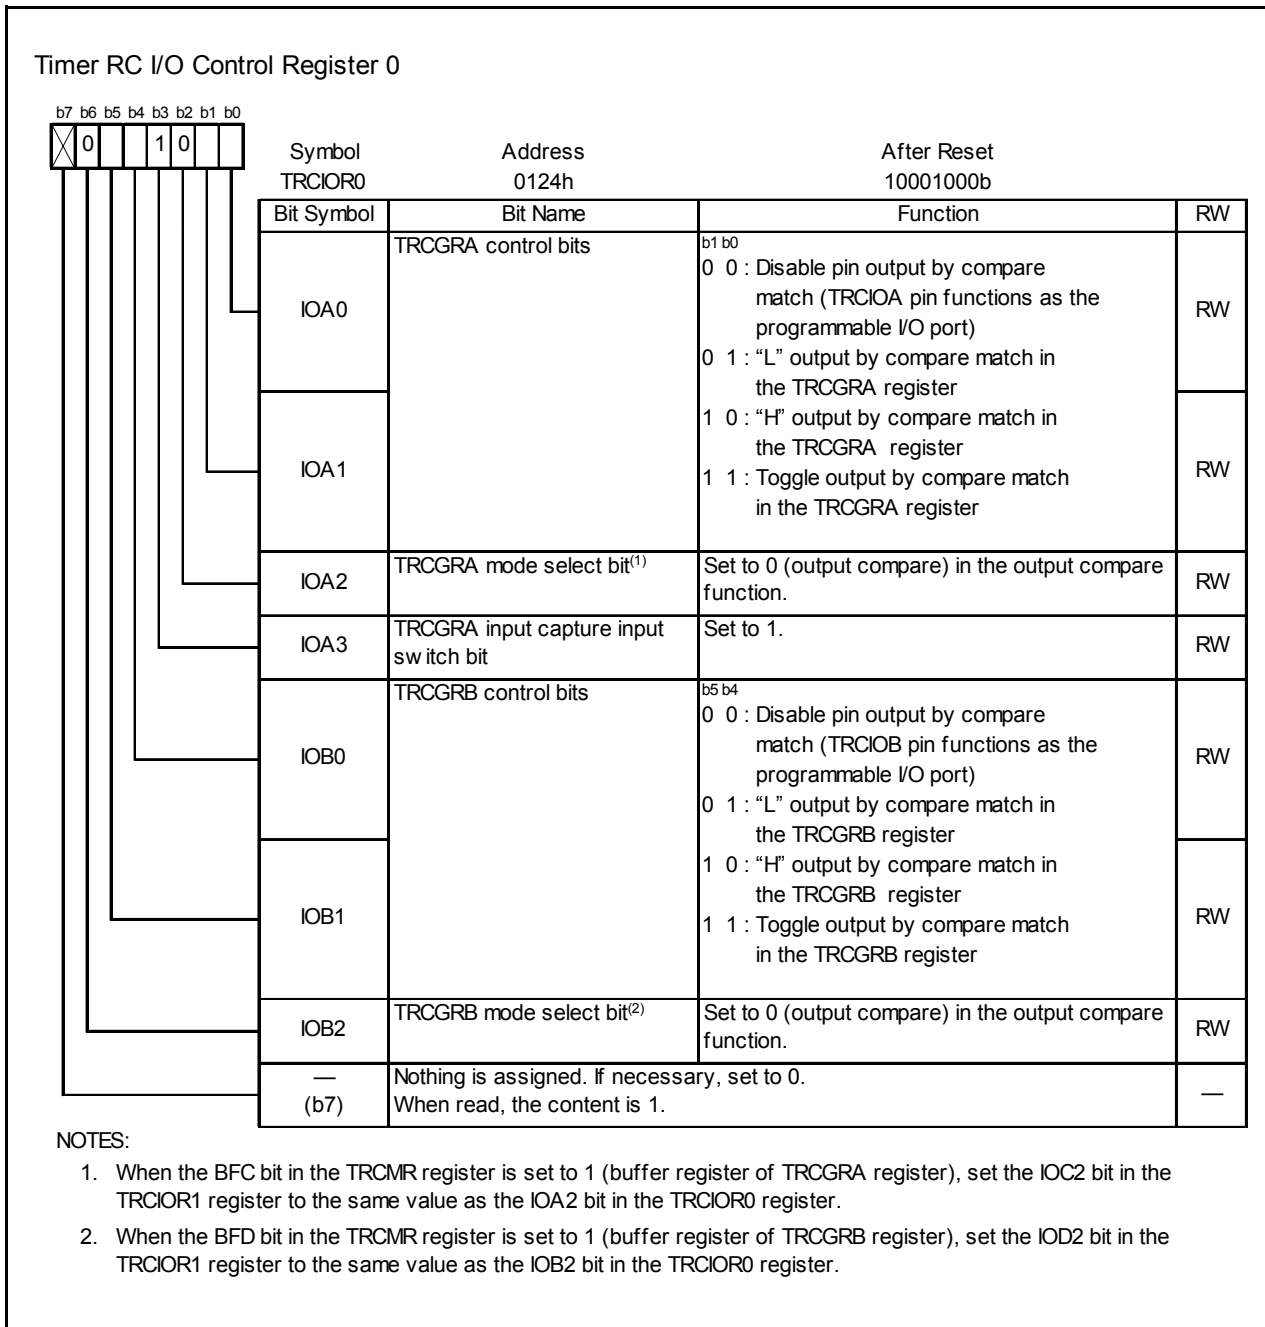 Timer RC I/O Control Register 0
b7 b6 b5 b4 b3 b2 b1 b0
0 1 0
Symbol Address After Reset
TRCIOR0 0124h 10001000b
Bit Symbol Bit Name Function RW
IOA0 TRCGRA control bits b1 b0
0 0 : Disable pin output by compare
match (TRCIOA pin functions as the
programmable I/O port)
RW
0 1 : “L” output by compare match in
the TRCGRA register
1 0 : “H” output by compare match in
the TRCGRA register
IOA1 1 1 : Toggle output by compare match RW
in the TRCGRA register
IOA2 TRCGRA mode select bit(1) Set to 0 (output compare) in the output compare RW
function.
IOA3 TRCGRA input capture input Set to 1. RW
switch bit
TRCGRB control bits b5 b4
0 0 : Disable pin output by compare
IOB0 match (TRCIOB pin functions as the RW
programmable I/O port)
0 1 : “L” output by compare match in
the TRCGRB register
1 0 : “H” output by compare match in
the TRCGRB register
IOB1 1 1 : Toggle output by compare match RW
in the TRCGRB register
IOB2 TRCGRB mode select bit(2) Set to 0 (output compare) in the output compare RW
function.
— Nothing is assigned. If necessary, set to 0. —
(b7) When read, the content is 1.
NOTES:
1. When the BFC bit in the TRCMR register is set to 1 (buffer register of TRCGRA register), set the IOC2 bit in the
TRCIOR1 register to the same value as the IOA2 bit in the TRCIOR0 register.
2. When the BFD bit in the TRCMR register is set to 1 (buffer register of TRCGRB register), set the IOD2 bit in the
TRCIOR1 register to the same value as the IOB2 bit in the TRCIOR0 register.